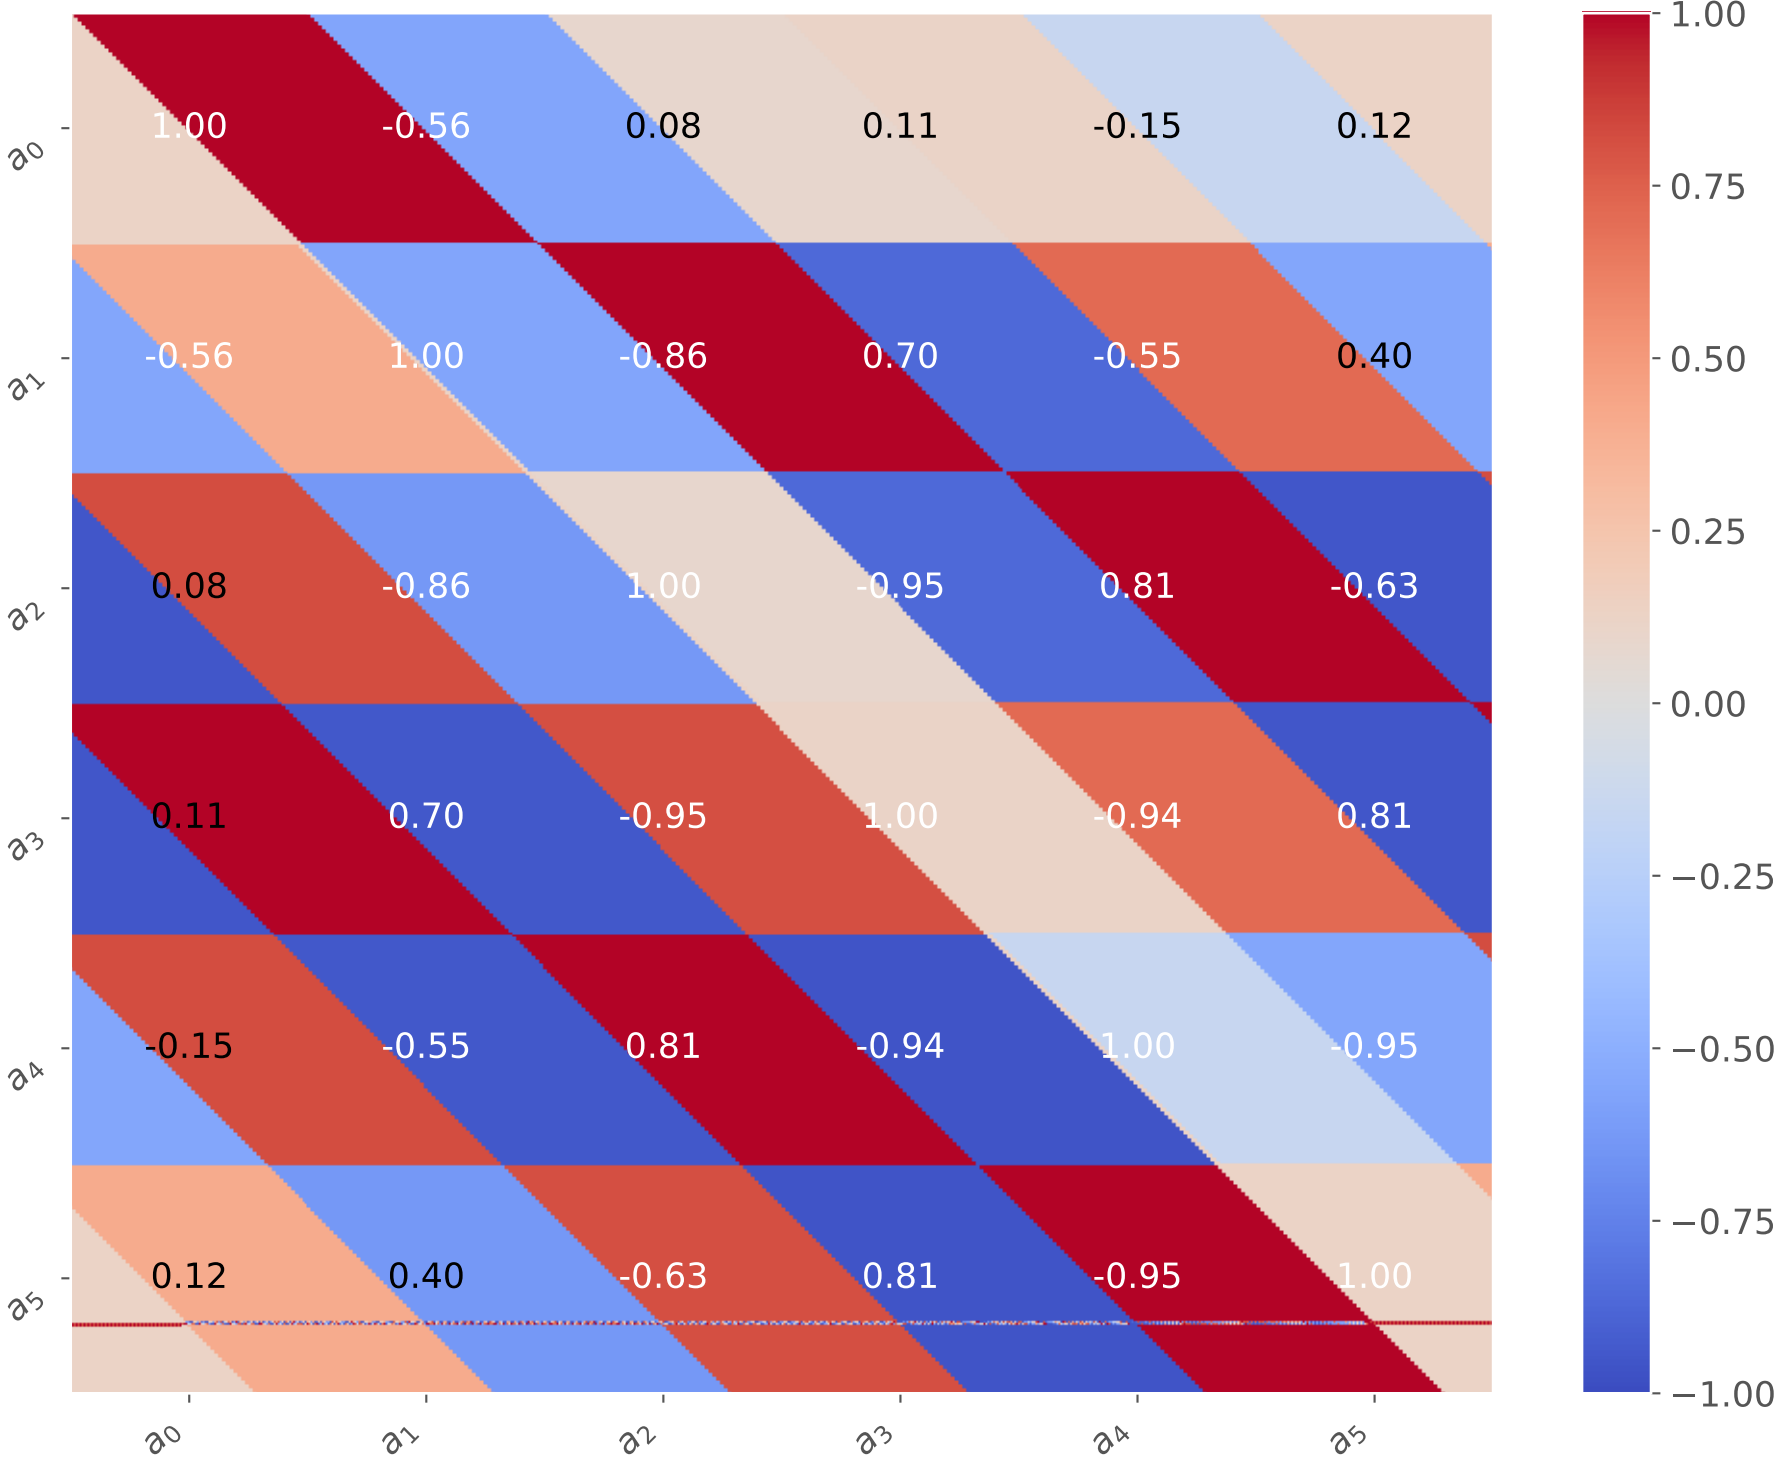 1.00
a₀ 1.00 -0.56 0.08 0.11 -0.15 0.12
0.75
a₁ -0.56 1.00 -0.86 0.70 -0.55 0.40
0.50
0.25
a₂ 0.08 -0.86 1.00 -0.95 0.81 -0.63
0.00
a₃ 0.11 0.70 -0.95 1.00 -0.94 0.81
−0.25
a₄ -0.15 -0.55 0.81 -0.94 1.00 -0.95
−0.50
−0.75
a₅ 0.12 0.40 -0.63 0.81 -0.95 1.00
−1.00
a₀ a₁ a₂ a₃ a₄ a₅